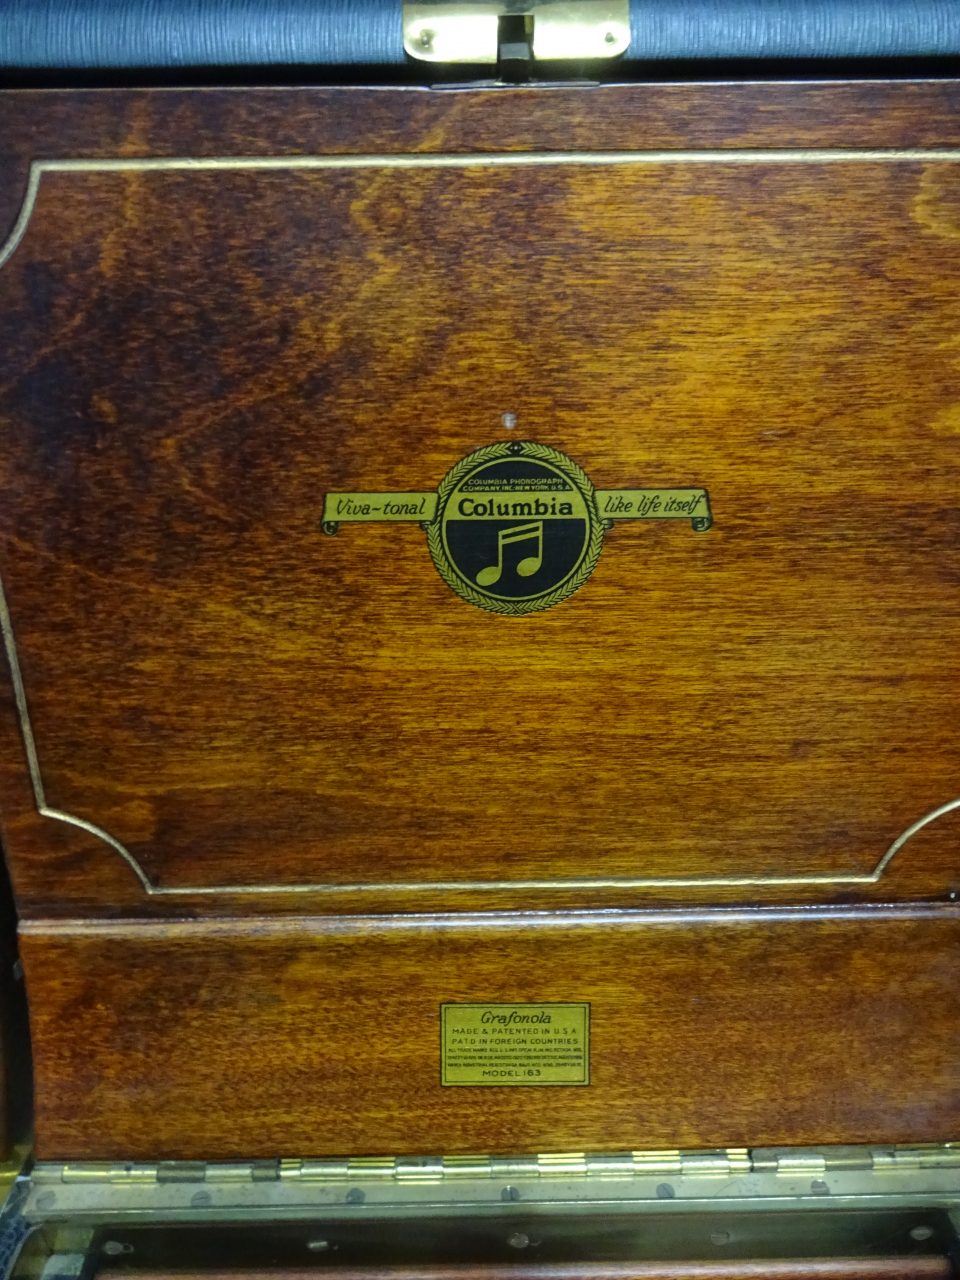 COLUMBIA PHONOGRAPH
COMPANY, INC. NEW YORK U.S.A.
Viva-tonal Columbia like life itself
Grafonola
MADE & PATENTED IN U S A
PAT'D IN FOREIGN COUNTRIES
MODEL 163